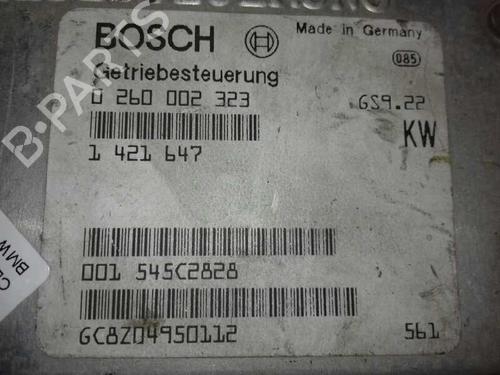 BOSCH
Made in Germany
085
Getriebesteuerung
0 260 002 323
GS9.22
KW
1 421 647
001 545C2828
GC8Z04950112
561
B-PARTS
BMW